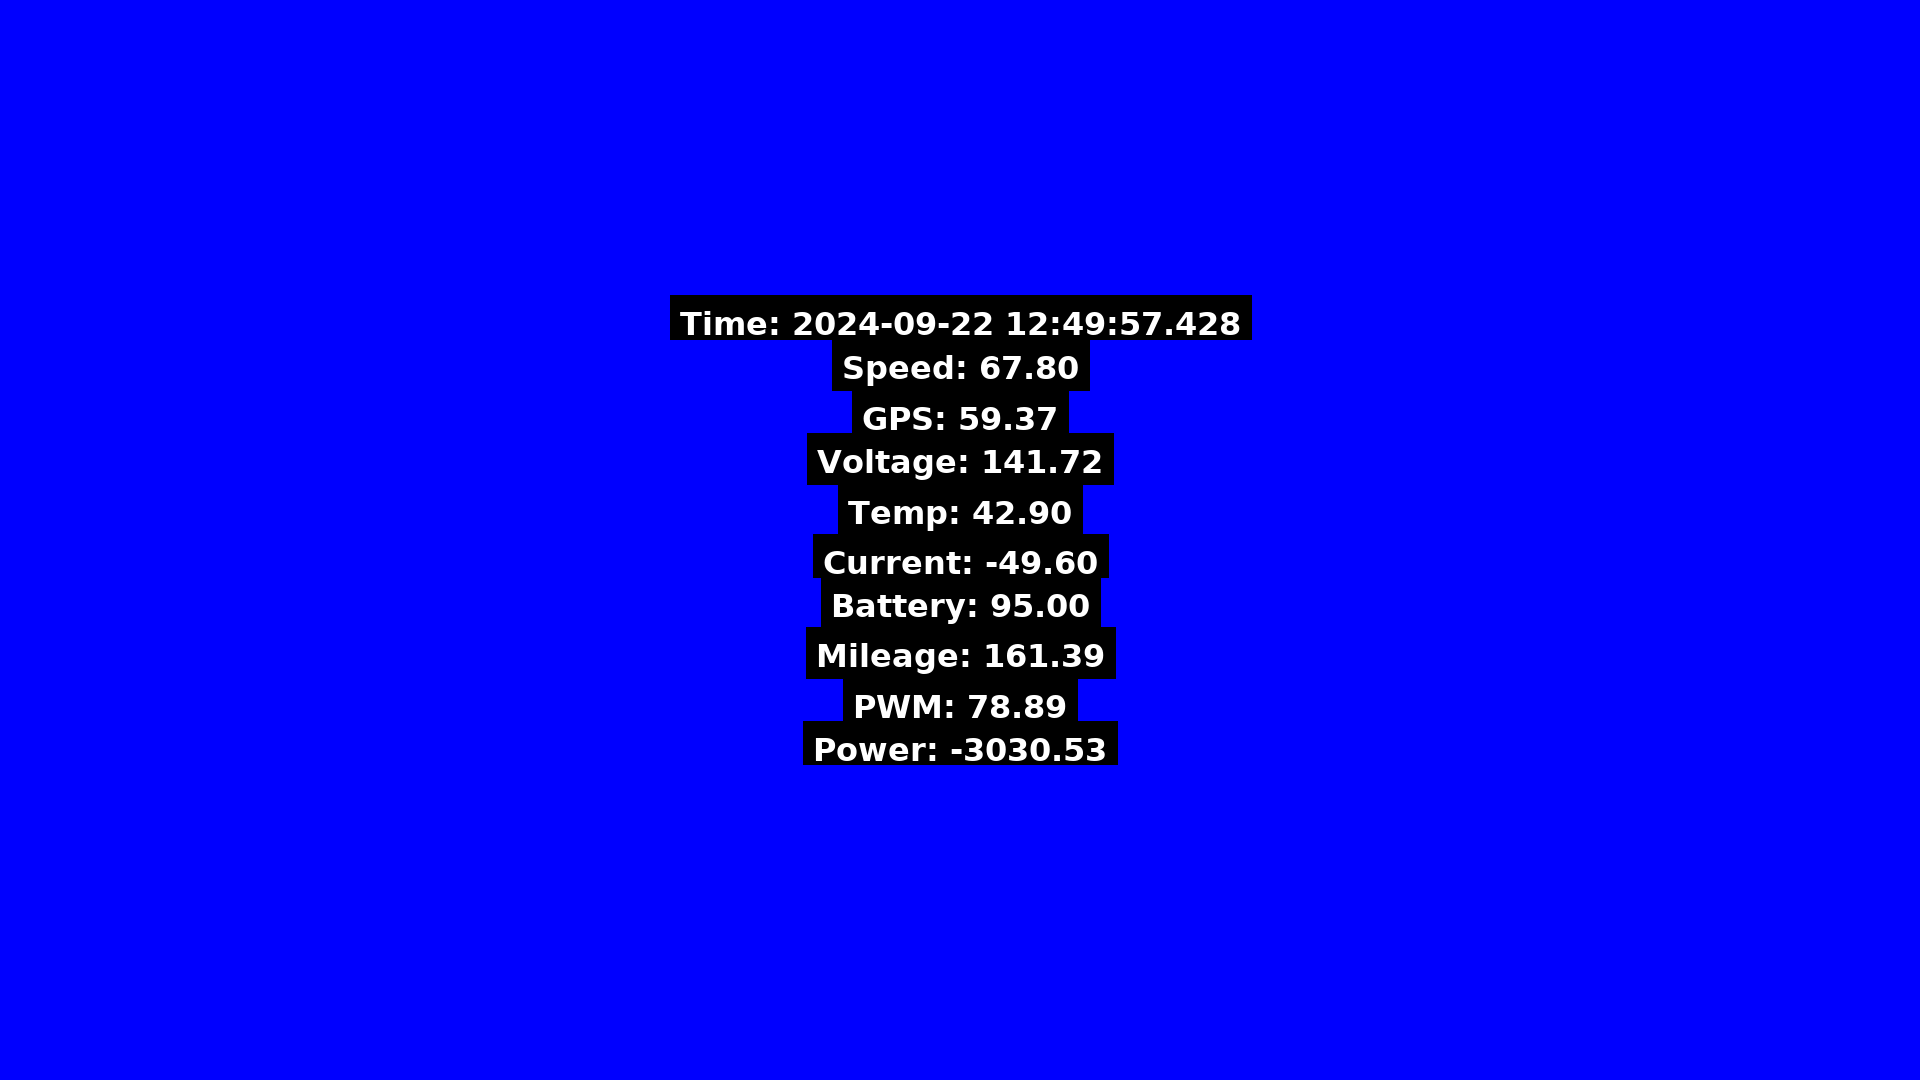 Time: 2024-09-22 12:49:57.428
Speed: 67.80
GPS: 59.37
Voltage: 141.72
Temp: 42.90
Current: -49.60
Battery: 95.00
Mileage: 161.39
PWM: 78.89
Power: -3030.53